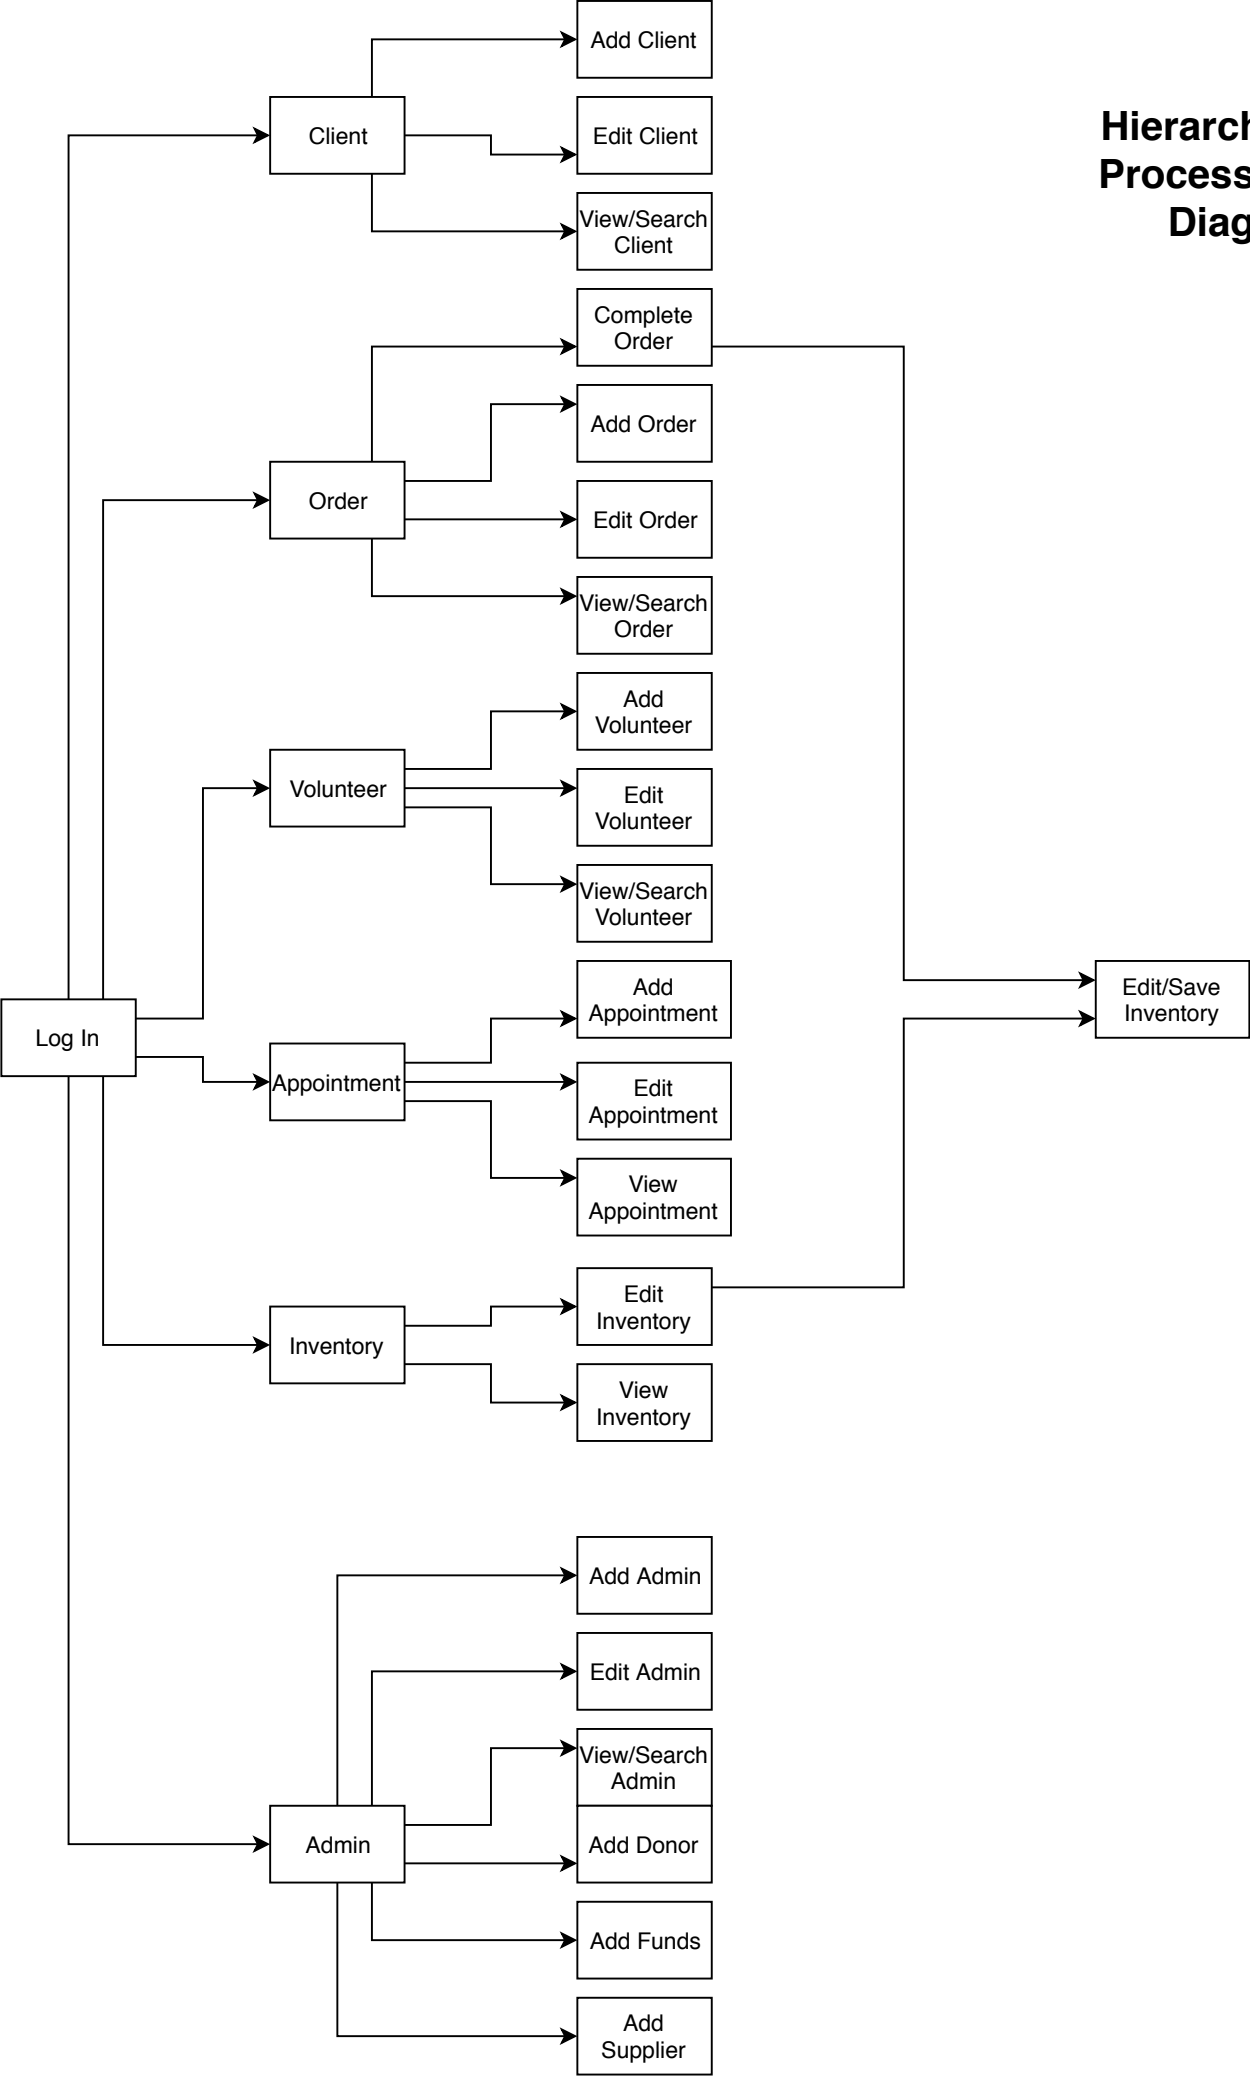 Add Client
Client
Edit Client
View/Search
Client
Hierarch
Process
Diag
Complete
Order
Add Order
Order
Edit Order
View/Search
Order
Add
Volunteer
Volunteer
Edit
Volunteer
View/Search
Volunteer
Log In
Add
Appointment
Edit/Save
Inventory
Appointment
Edit
Appointment
View
Appointment
Edit
Inventory
Inventory
View
Inventory
Add Admin
Edit Admin
View/Search
Admin
Admin
Add Donor
Add Funds
Add
Supplier